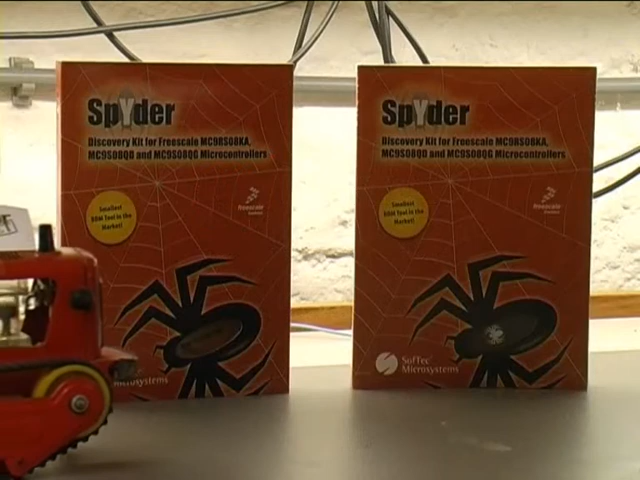 Spyder
Discovery Kit for Freescale MC9RS08KA,
MC9S08QD and MC9S08QG Microcontrollers
Smallest
BDM Tool in the
Market!
freescale
Microsystems
Spyder
Discovery Kit for Freescale MC9RS08KA,
MC9S08QD and MC9S08QG Microcontrollers
Smallest
BDM Tool in the
Market!
freescale
SofTec
Microsystems